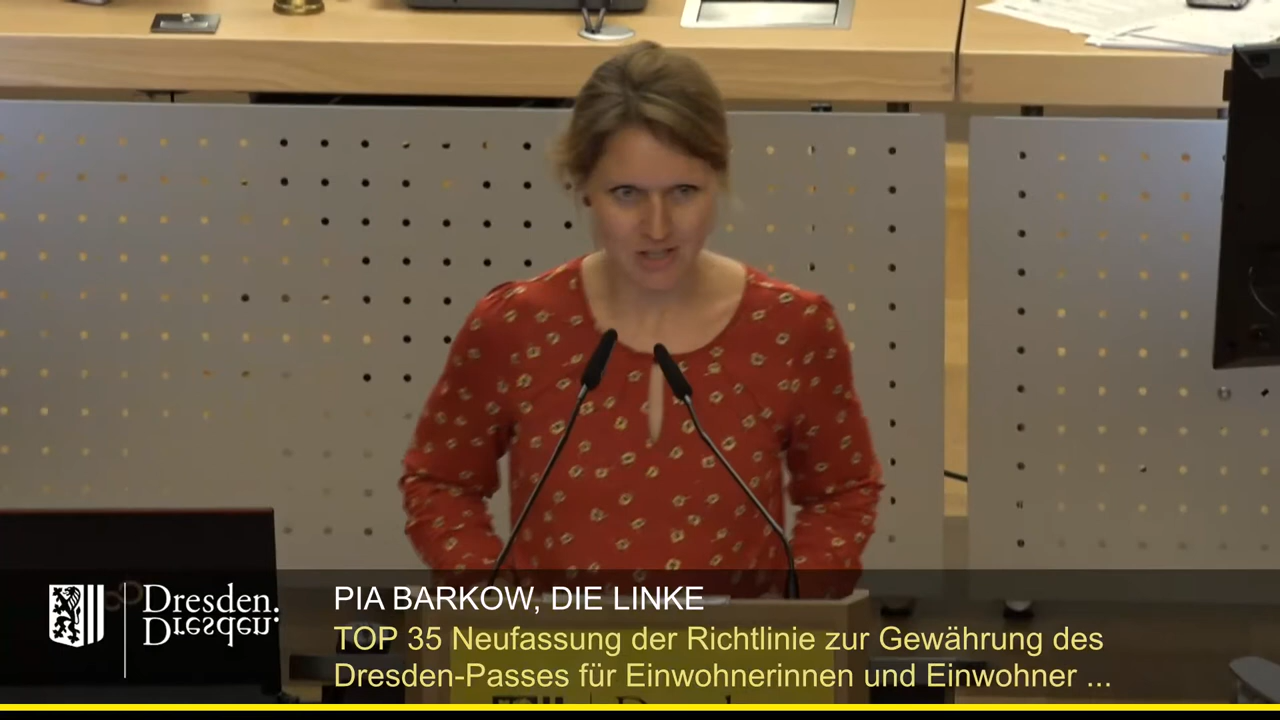 PIA BARKOW, DIE LINKE
TOP 35 Neufassung der Richtlinie zur Gewährung des
Dresden-Passes für Einwohnerinnen und Einwohner ...
Dresden.
Dresden.